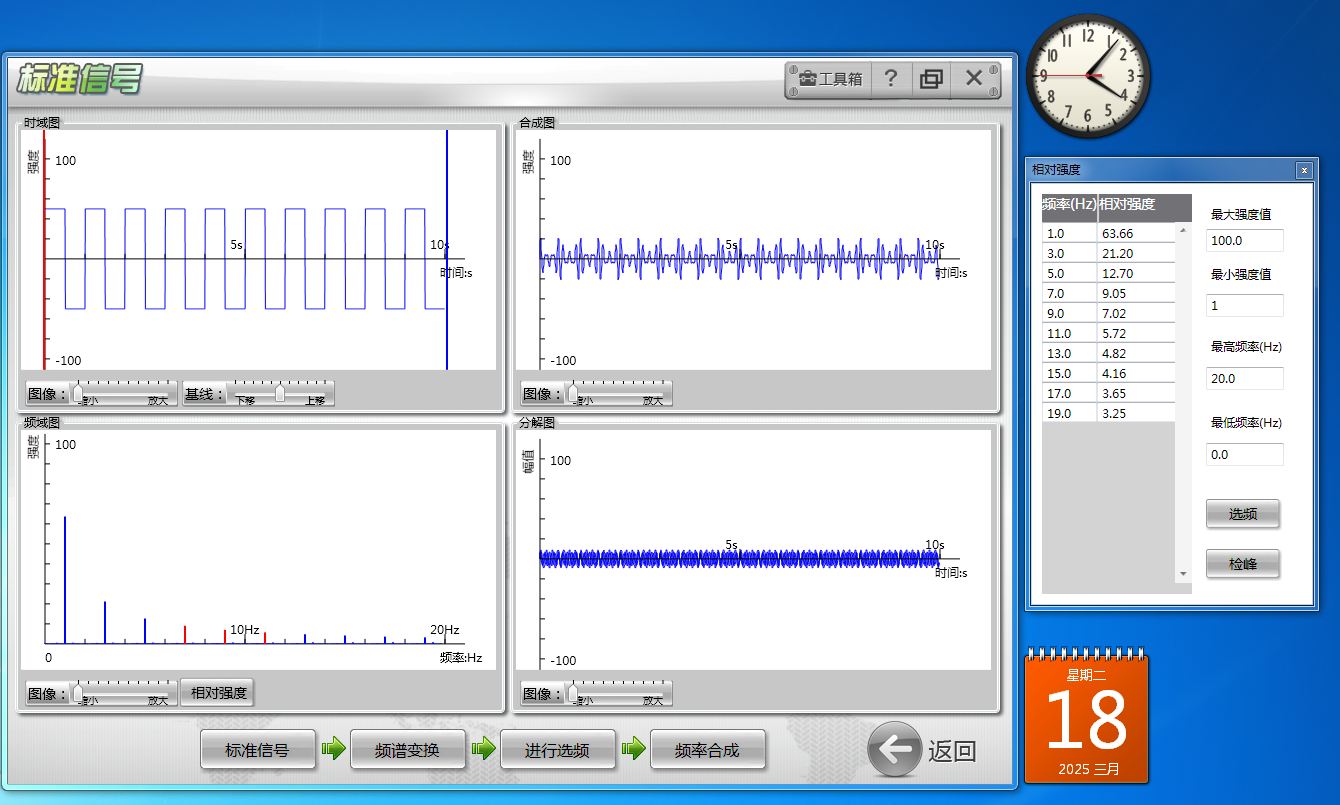 标准信号
工具箱 ?
时域图
强度
100
5s
10s
时间:s
-100
图像：
缩小
放大
基线：
下移
上移
合成图
强度
100
5s
10s
时间:s
-100
图像：
缩小
放大
频域图
强度
100
10Hz
20Hz
0
频率:Hz
图像：
缩小
放大
相对强度
分解图
幅值
100
5s
10s
时间:s
-100
图像：
缩小
放大
标准信号
频谱变换
进行选频
频率合成
返回
12
1
2
3
4
5
6
7
8
9
10
11
相对强度
频率(Hz) 相对强度
1.0 63.66
3.0 21.20
5.0 12.70
7.0 9.05
9.0 7.02
11.0 5.72
13.0 4.82
15.0 4.16
17.0 3.65
19.0 3.25
最大强度值
100.0
最小强度值
1
最高频率(Hz)
20.0
最低频率(Hz)
0.0
选频
检峰
星期二
18
2025 三月